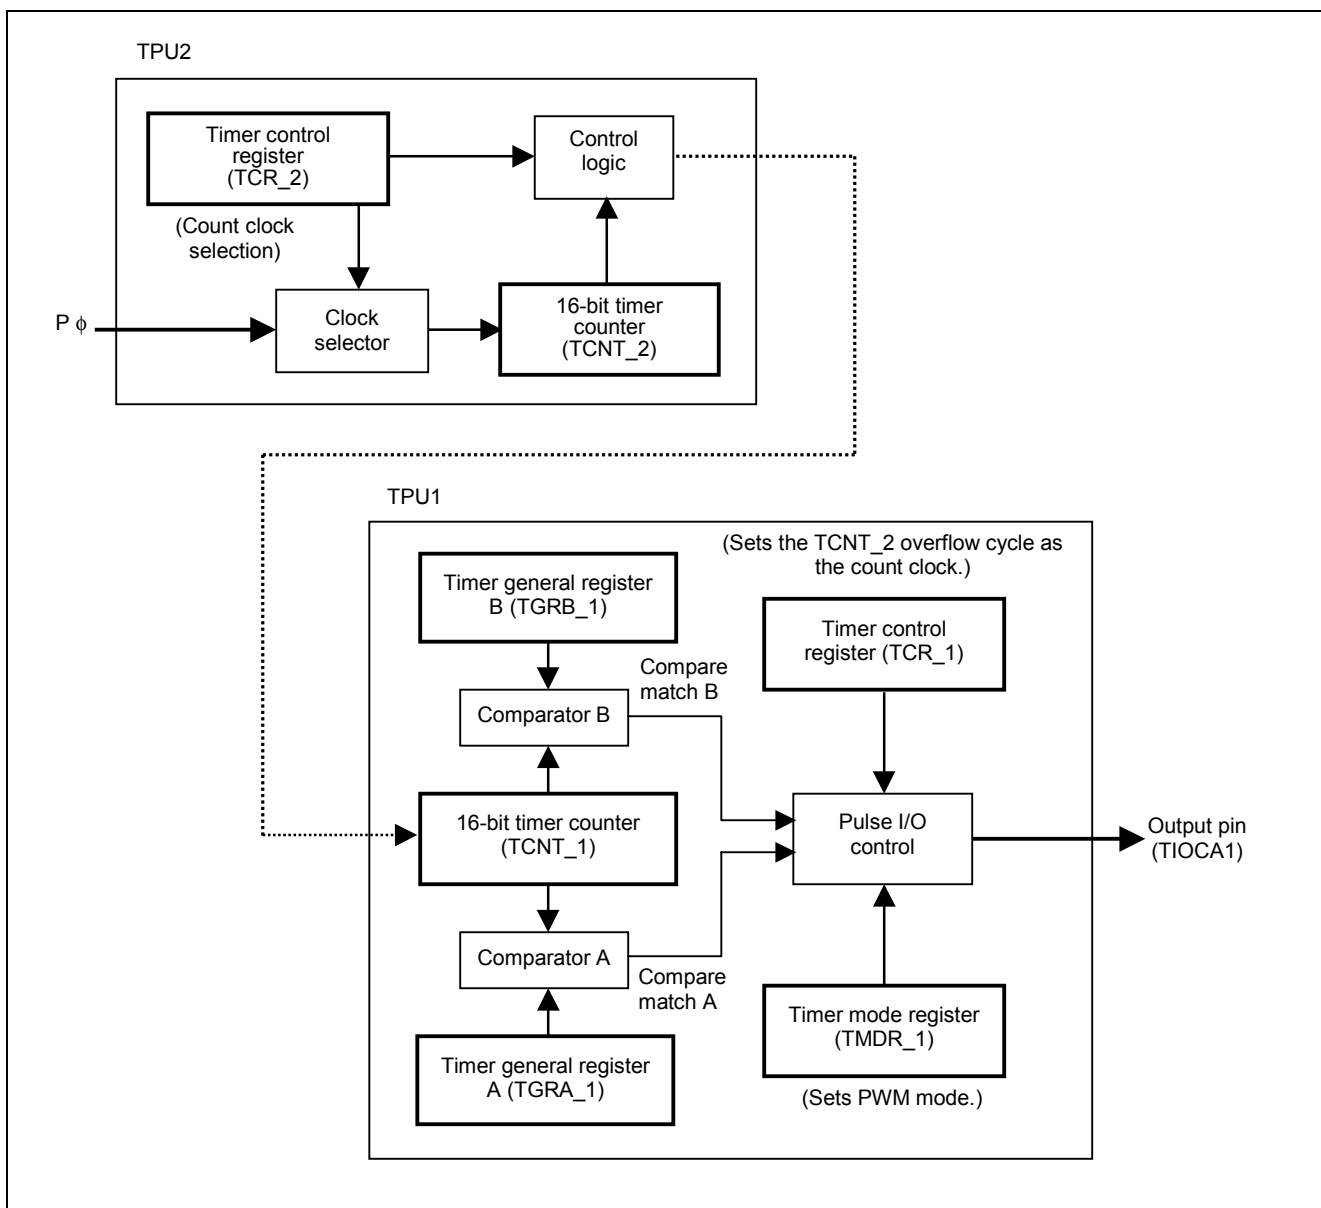 TPU2
Timer control
register
(TCR_2)
Control
logic
(Count clock
selection)
P ϕ
Clock
selector
16-bit timer
counter
(TCNT_2)
TPU1
(Sets the TCNT_2 overflow cycle as
the count clock.)
Timer general register
B (TGRB_1)
Timer control
register (TCR_1)
Compare
match B
Comparator B
16-bit timer counter
(TCNT_1)
Pulse I/O
control
Output pin
(TIOCA1)
Comparator A
Compare
match A
Timer mode register
(TMDR_1)
Timer general register
A (TGRA_1)
(Sets PWM mode.)